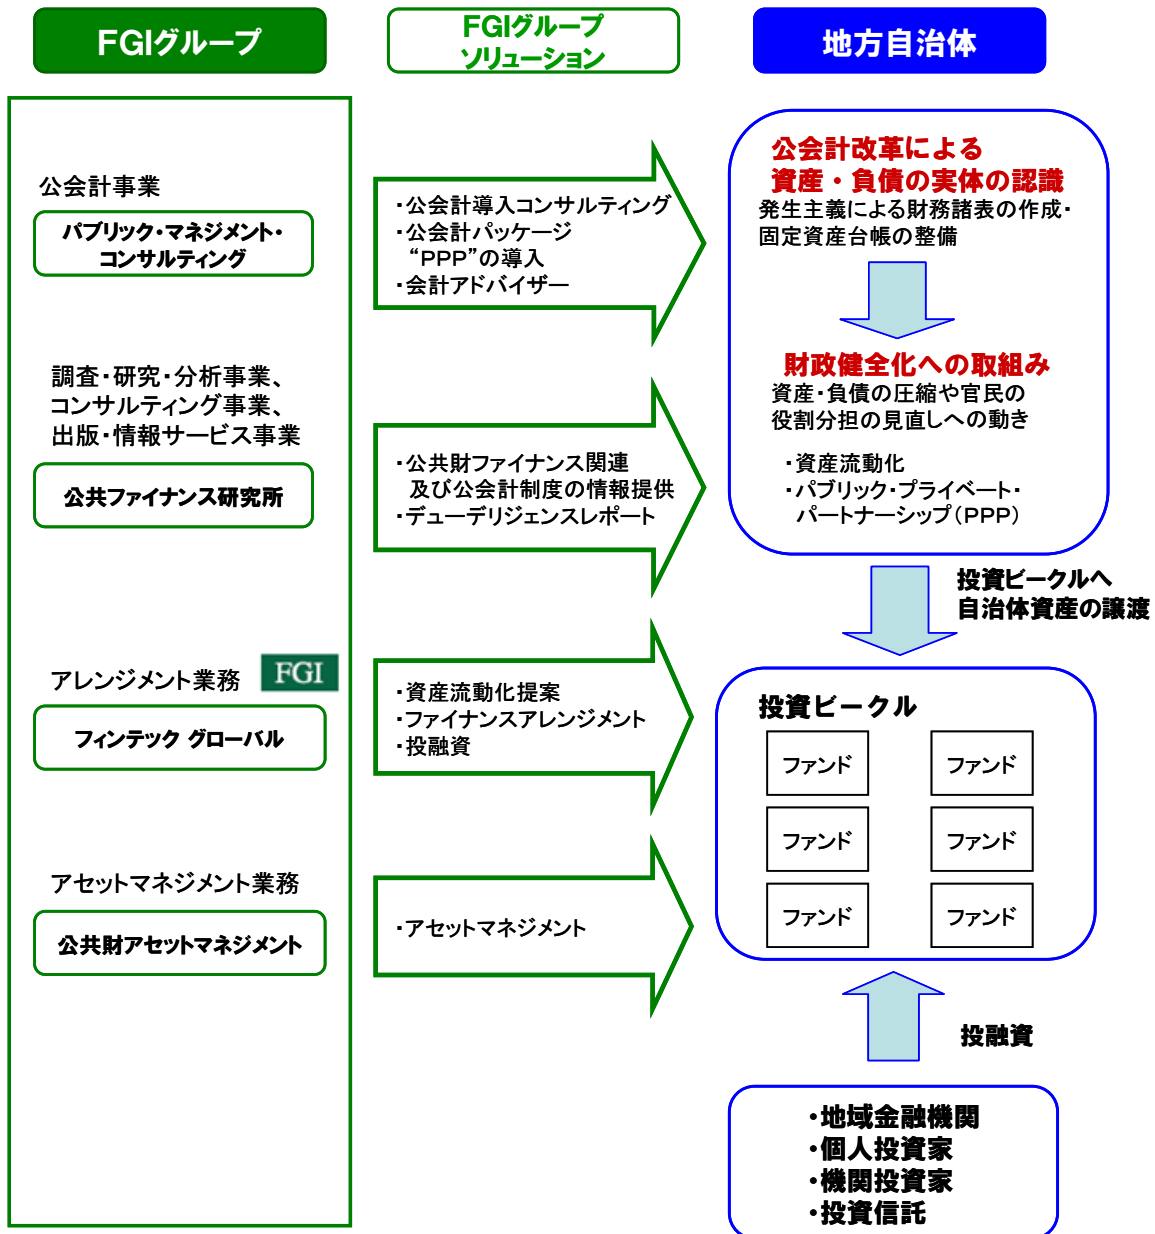 FGIグループ
FGIグループ
ソリューション
地方自治体
公会計事業
パブリック・マネジメント・
コンサルティング
調査・研究・分析事業、
コンサルティング事業、
出版・情報サービス事業
公共ファイナンス研究所
アレンジメント業務
FGI
フィンテック グローバル
アセットマネジメント業務
公共財アセットマネジメント
・公会計導入コンサルティング
・公会計パッケージ
“PPP”の導入
・会計アドバイザー
・公共財ファイナンス関連
及び公会計制度の情報提供
・デューデリジェンスレポート
・資産流動化提案
・ファイナンスアレンジメント
・投融資
・アセットマネジメント
公会計改革による
資産・負債の実体の認識
発生主義による財務諸表の作成・
固定資産台帳の整備
財政健全化への取組み
資産・負債の圧縮や官民の
役割分担の見直しへの動き
・資産流動化
・パブリック・プライベート・
パートナーシップ（PPP）
投資ビークルへ
自治体資産の譲渡
投資ビークル
ファンド
ファンド
ファンド
ファンド
ファンド
ファンド
投融資
・地域金融機関
・個人投資家
・機関投資家
・投資信託